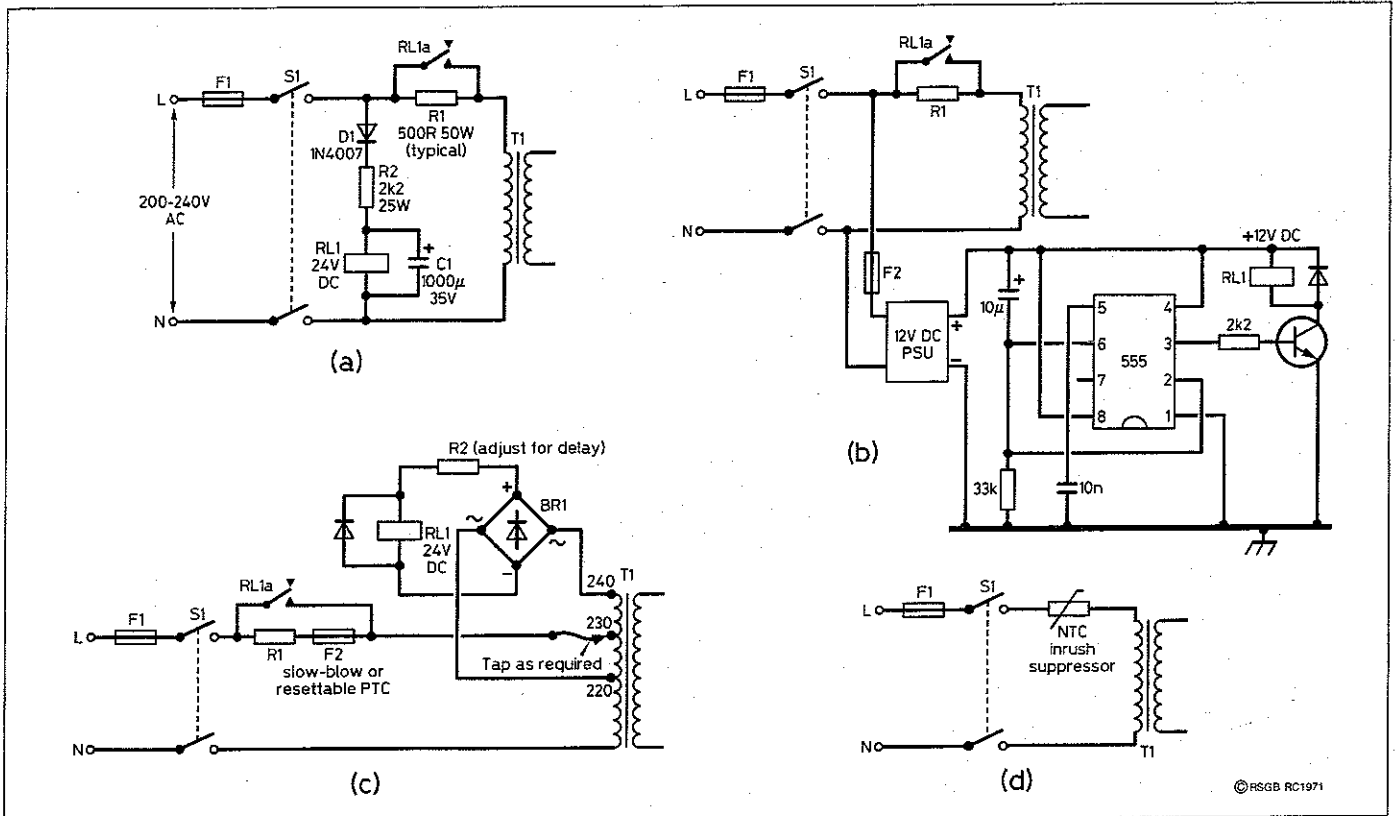 RL1a
F1
S1
L
R1
500R 50W
(typical)
T1
D1
1N4007
R2
2k2
25W
200-240V
AC
RL1
24V
DC
+
C1
1000µ
35V
N
(a)
RL1a
F1
S1
L
R1
T1
N
F2
12V DC
PSU
+
−
+
10µ
+12V DC
RL1
5
6
7
8
555
4
3
2
1
2k2
33k
10n
(b)
R2 (adjust for delay)
+
~
BR1
~
−
RL1
24V
DC
RL1a
F1
S1
L
R1
F2
slow-blow or
resettable PTC
240
T1
230
Tap as required
220
N
(c)
F1
S1
L
NTC
inrush
suppressor
N
T1
(d)
©RSGB RC1971